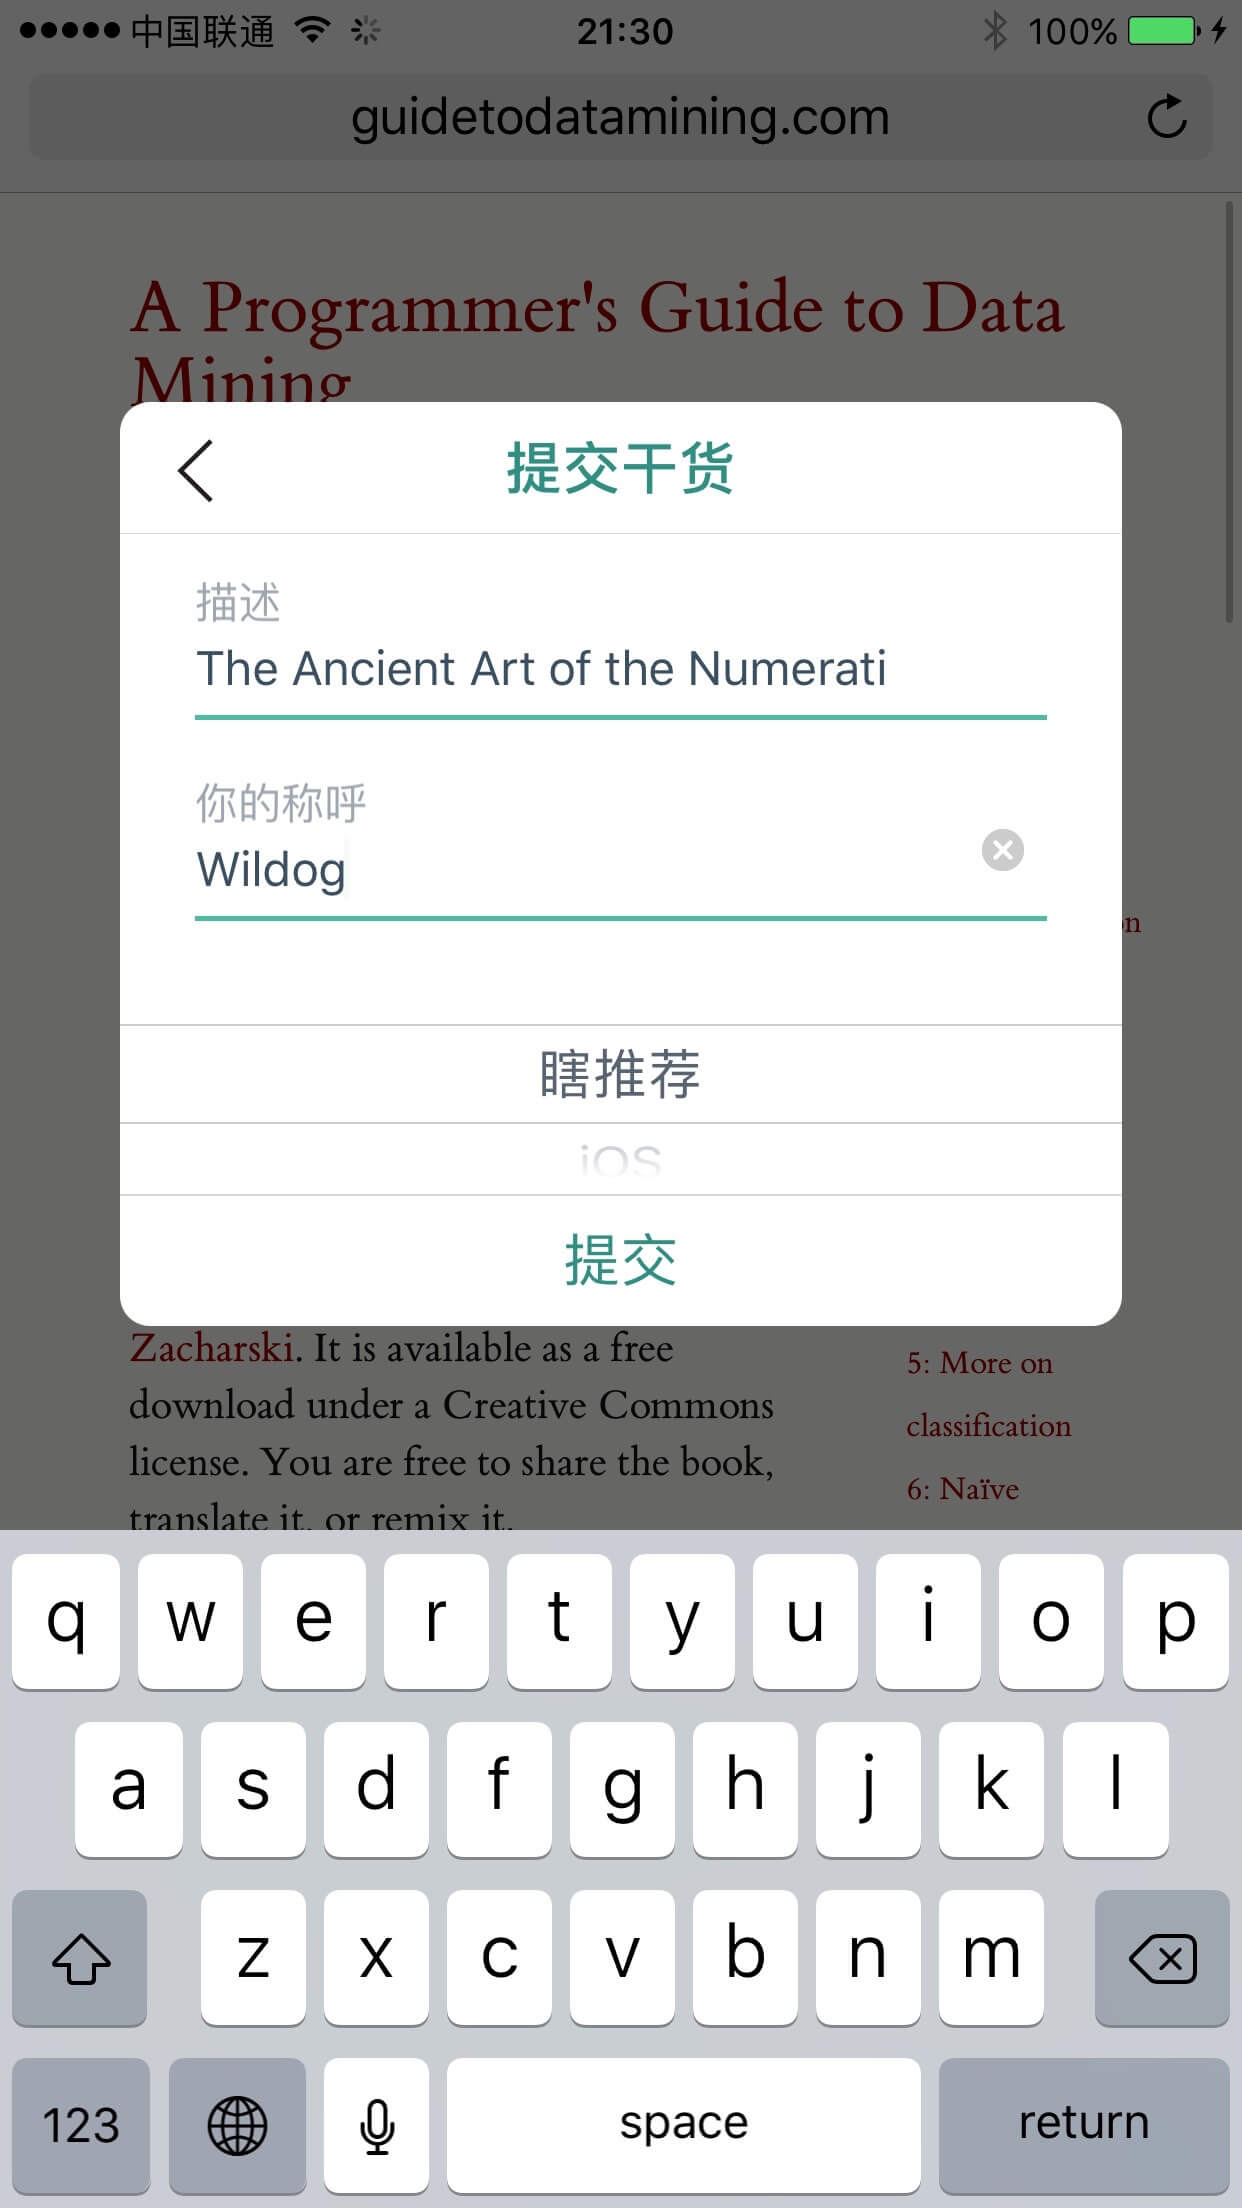 中国联通 21:30 100%
guidetodatamining.com
A Programmer's Guide to Data
Mining
提交干货
描述
The Ancient Art of the Numerati
你的称呼
Wildog
on
瞎推荐
iOS
提交
Zacharski. It is available as a free
download under a Creative Commons
license. You are free to share the book,
translate it, or remix it.
5: More on
classification
6: Naïve
q w e r t y u i o p
a s d f g h j k l
z x c v b n m
123 space return